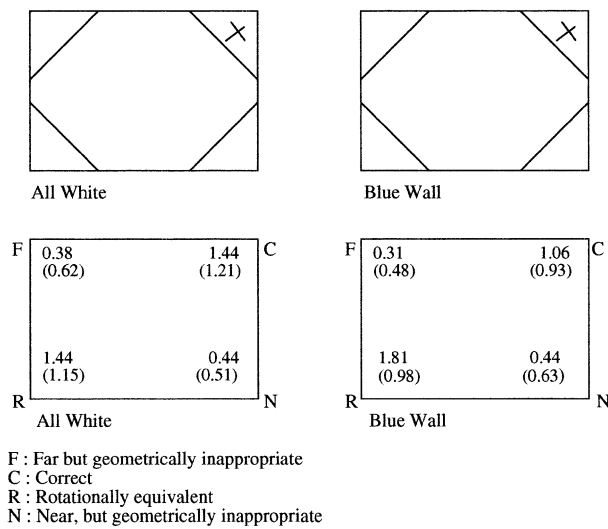 All White
Blue Wall
F 0.38 1.44 C
(0.62) (1.21)
1.44 0.44
(1.15) (0.51)
R N
All White
F 0.31 1.06 C
(0.48) (0.93)
1.81 0.44
(0.98) (0.63)
R N
Blue Wall
F : Far but geometrically inappropriate
C : Correct
R : Rotationally equivalent
N : Near, but geometrically inappropriate